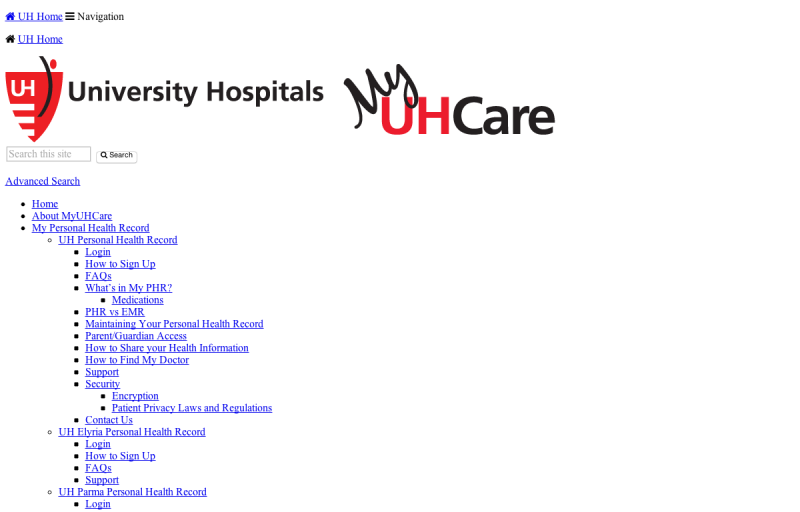 UH Home Navigation
UH Home
UH University Hospitals My UHCare
Search this site Search
Advanced Search
Home
About MyUHCare
My Personal Health Record
UH Personal Health Record
Login
How to Sign Up
FAQs
What's in My PHR?
Medications
PHR vs EMR
Maintaining Your Personal Health Record
Parent/Guardian Access
How to Share your Health Information
How to Find My Doctor
Support
Security
Encryption
Patient Privacy Laws and Regulations
Contact Us
UH Elyria Personal Health Record
Login
How to Sign Up
FAQs
Support
UH Parma Personal Health Record
Login